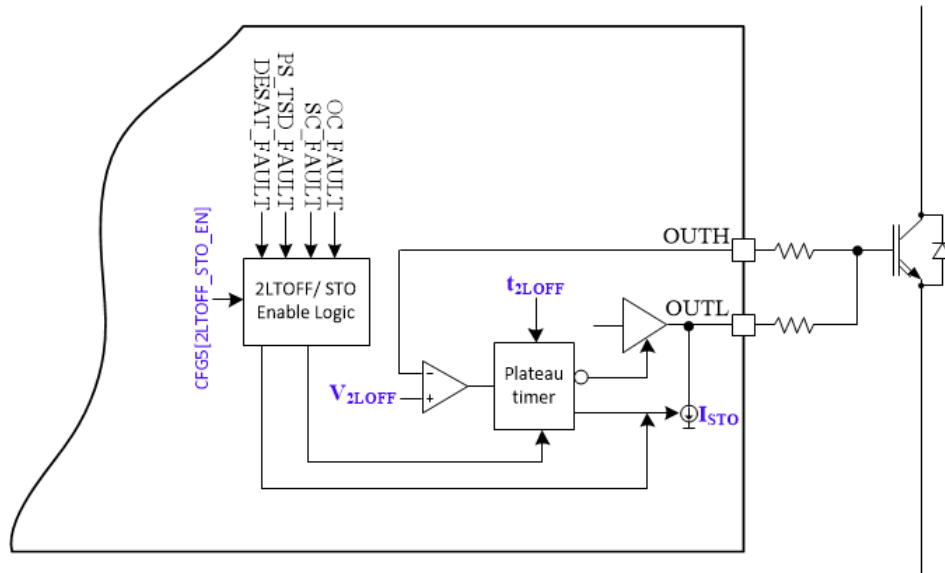 DESAT_FAULT
PS_TSD_FAULT
SC_FAULT
OC_FAULT
CFG5[2LTOFF_STO_EN]
2LTOFF/ STO
Enable Logic
OUTH
t2LOFF
OUTL
V2LOFF
−
+
Plateau
timer
ISTO